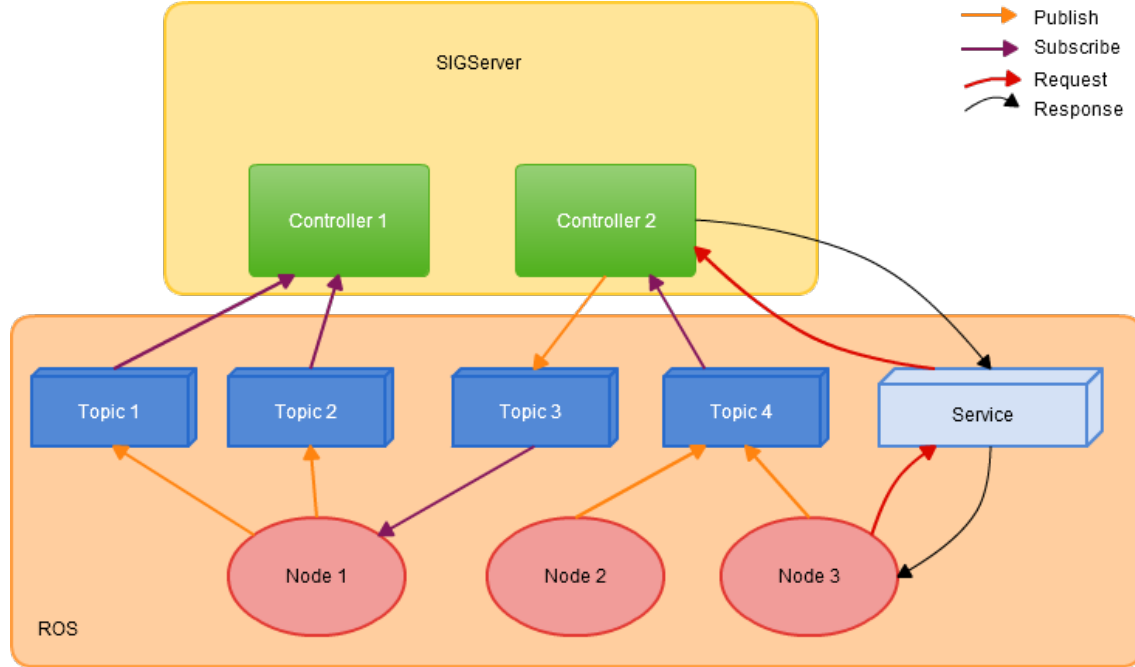 Publish
Subscribe
Request
Response
SIGServer
Controller 1
Controller 2
Topic 1
Topic 2
Topic 3
Topic 4
Service
Node 1
Node 2
Node 3
ROS